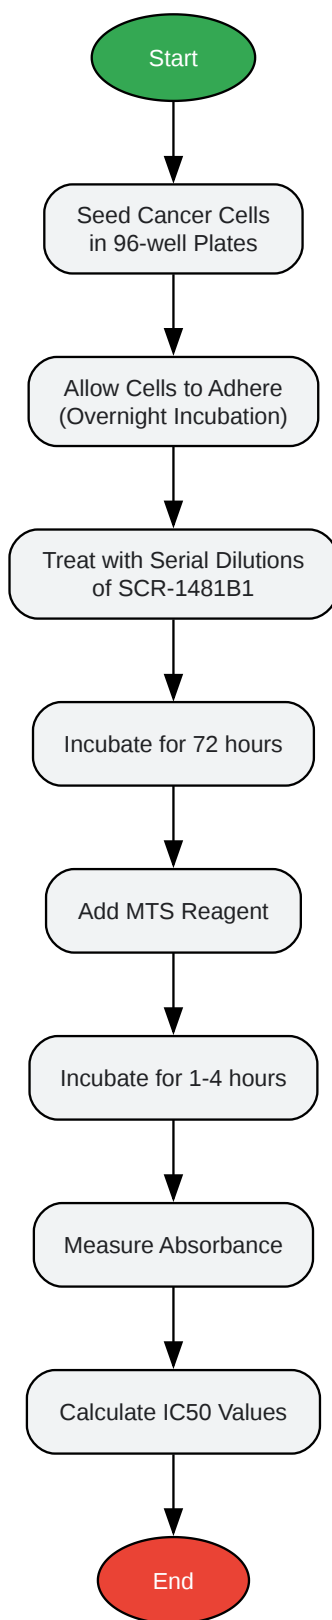 Start
Seed Cancer Cells
in 96-well Plates
Allow Cells to Adhere
(Overnight Incubation)
Treat with Serial Dilutions
of SCR-1481B1
Incubate for 72 hours
Add MTS Reagent
Incubate for 1-4 hours
Measure Absorbance
Calculate IC50 Values
End